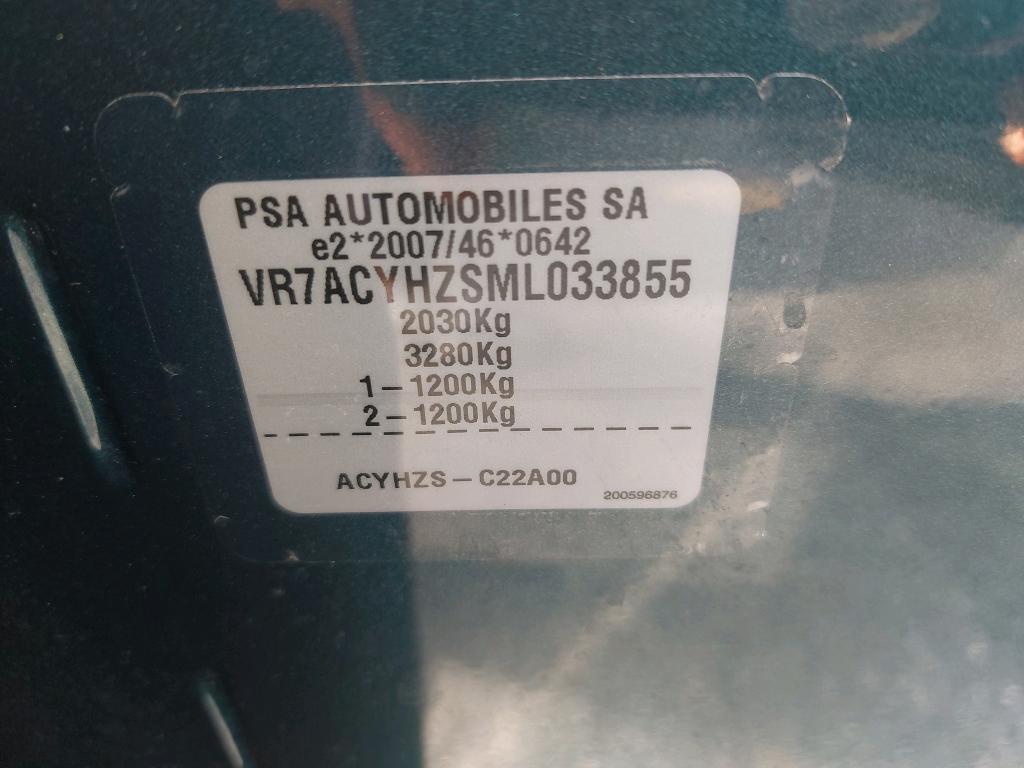 PSA AUTOMOBILES SA
e2*2007/46*0642
VR7ACYHZSML033855
2030Kg
3280Kg
1-1200Kg
2-1200Kg
ACYHZS-C22A00
200596876